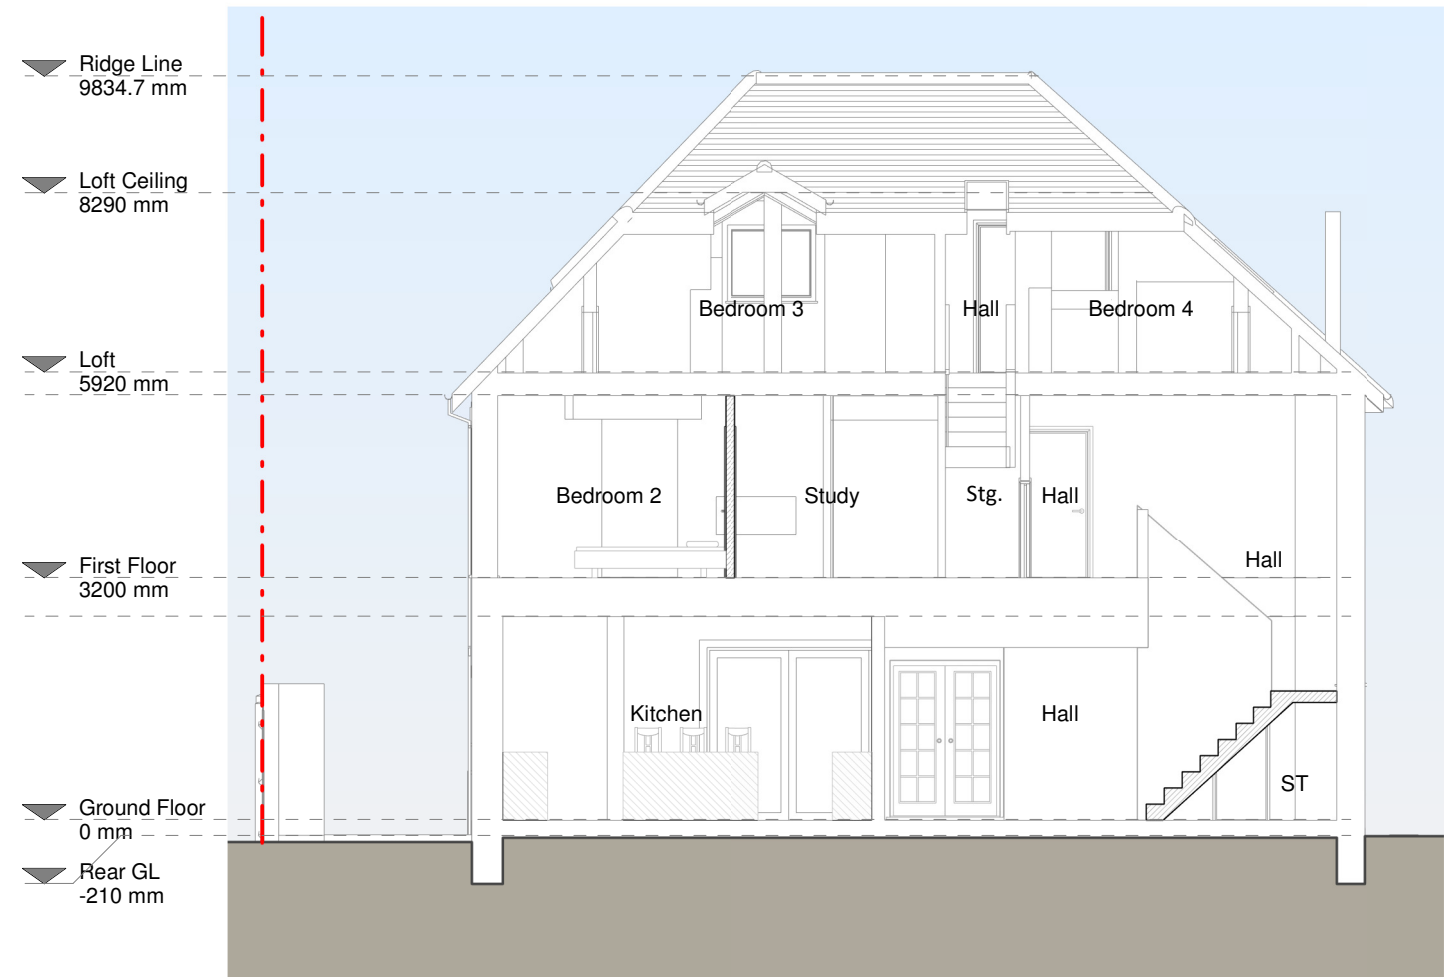 Ridge Line
9834.7 mm
Loft Ceiling
8290 mm
Bedroom 3
Hall
Bedroom 4
Loft
5920 mm
Bedroom 2
Study
Stg.
Hall
Hall
First Floor
3200 mm
Kitchen
Hall
ST
Ground Floor
0 mm
Rear GL
-210 mm